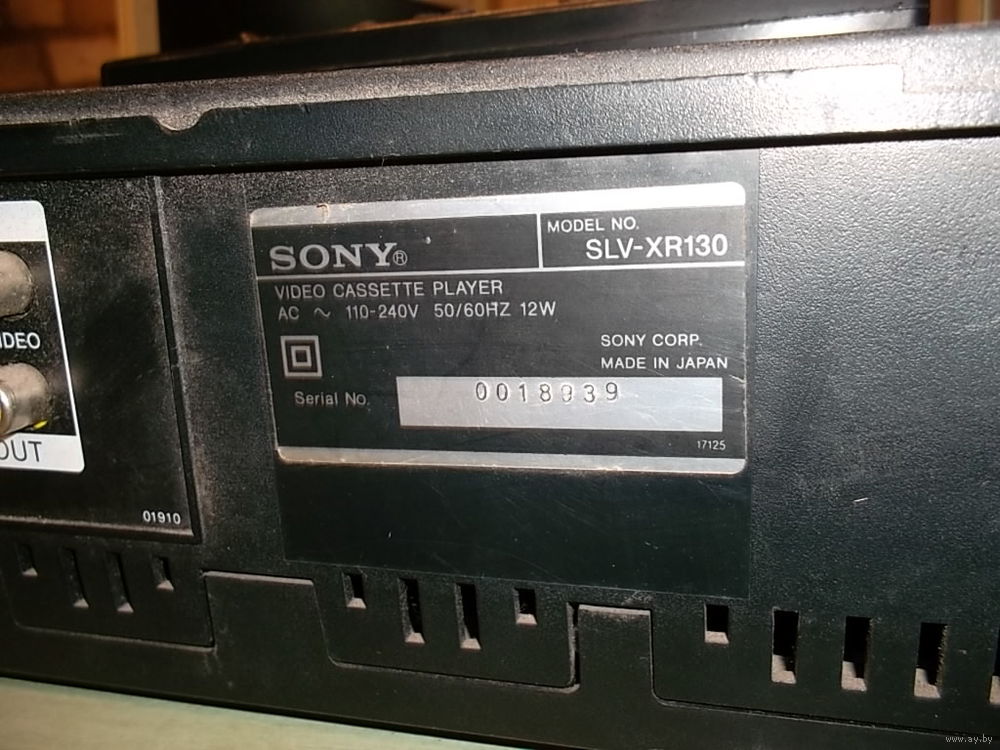 SONY®
MODEL NO.
SLV-XR130
VIDEO CASSETTE PLAYER
AC ~ 110-240V 50/60HZ 12W
SONY CORP.
MADE IN JAPAN
Serial No. 0018939
17125
OUT
01910
www.ay.by